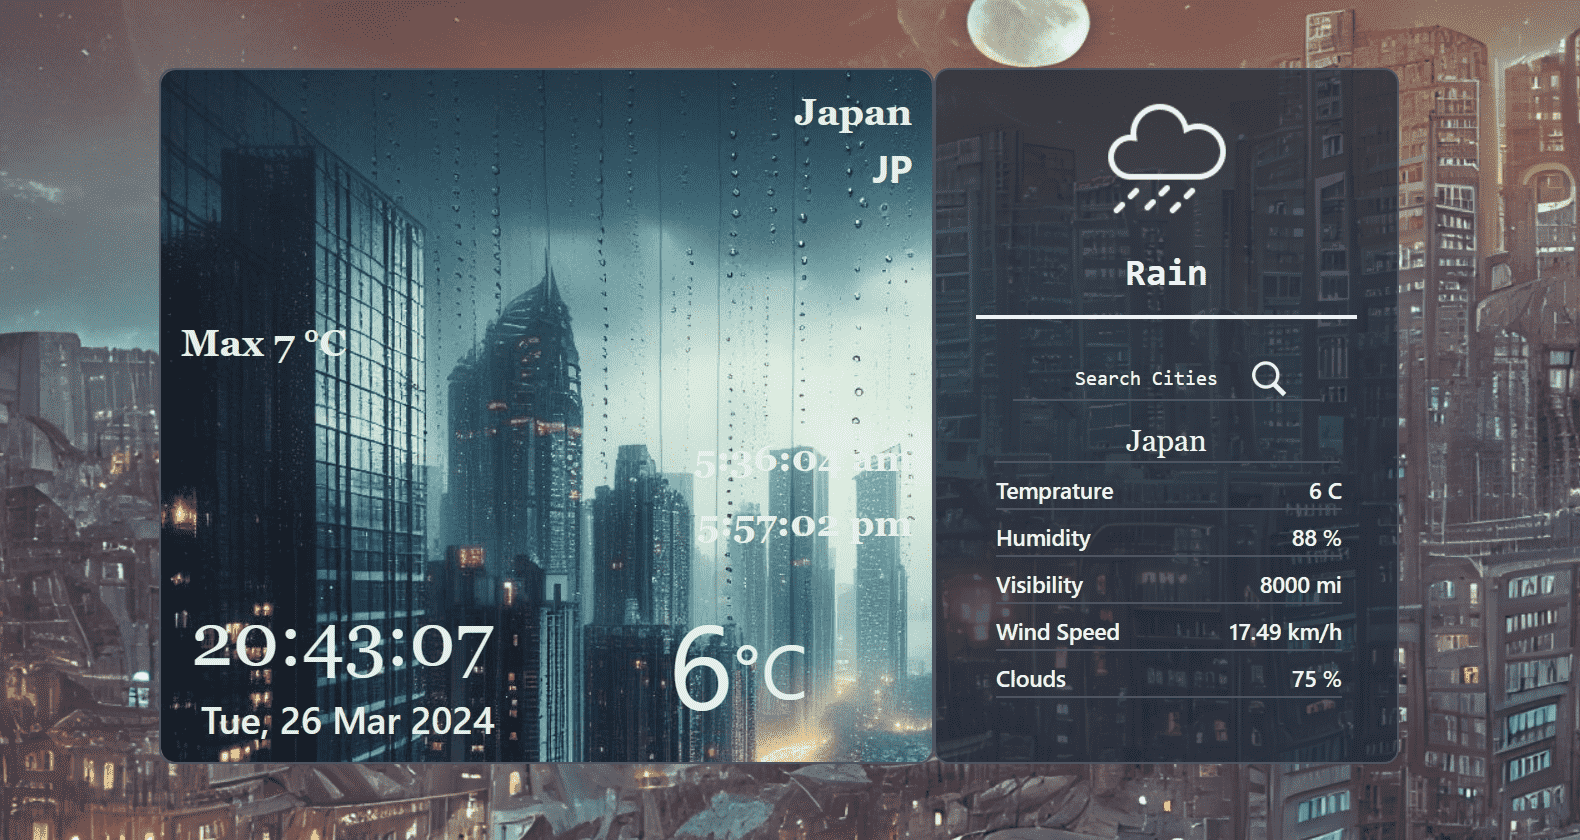 Japan
JP
Max 7 °C
5:36:04 am
5:57:02 pm
20:43:07
Tue, 26 Mar 2024
6°C
Rain
Search Cities
Japan
Temprature 6 C
Humidity 88 %
Visibility 8000 mi
Wind Speed 17.49 km/h
Clouds 75 %